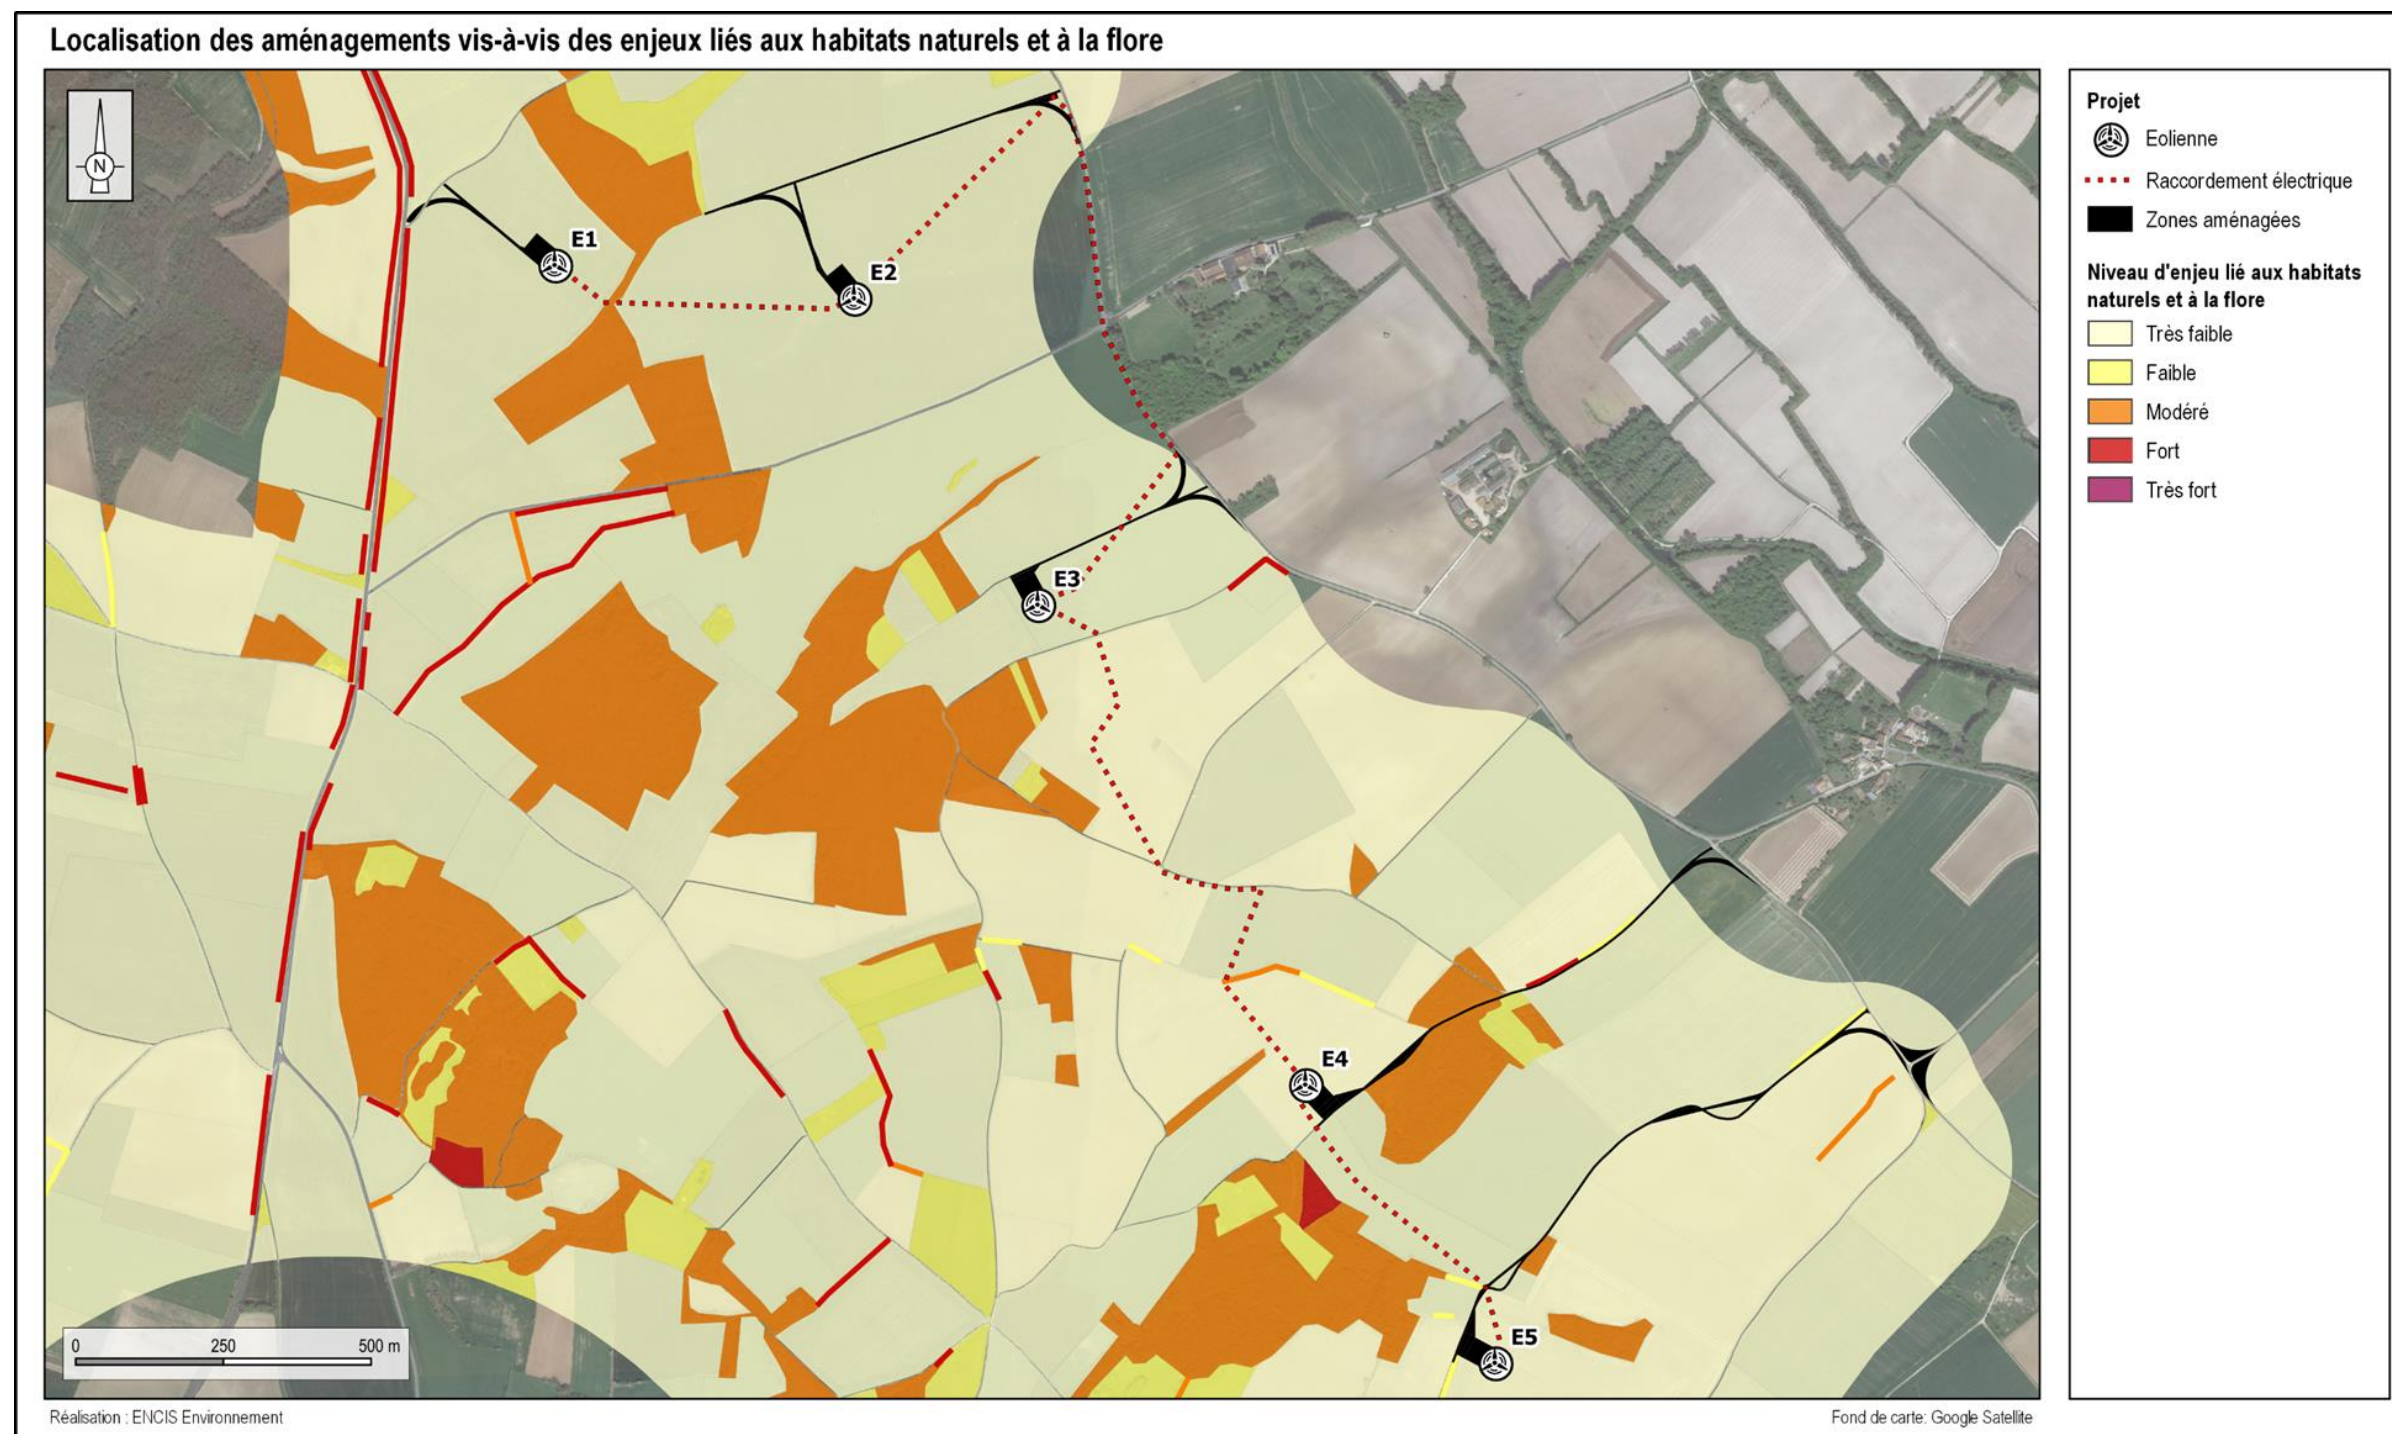 Localisation des aménagements vis-à-vis des enjeux liés aux habitats naturels et à la flore
N
E1
E2
E3
E4
E5
0 250 500 m
Projet
Eolienne
Raccordement électrique
Zones aménagées
Niveau d'enjeu lié aux habitats
naturels et à la flore
Très faible
Faible
Modéré
Fort
Très fort
Réalisation : ENCIS Environnement
Fond de carte: Google Satellite